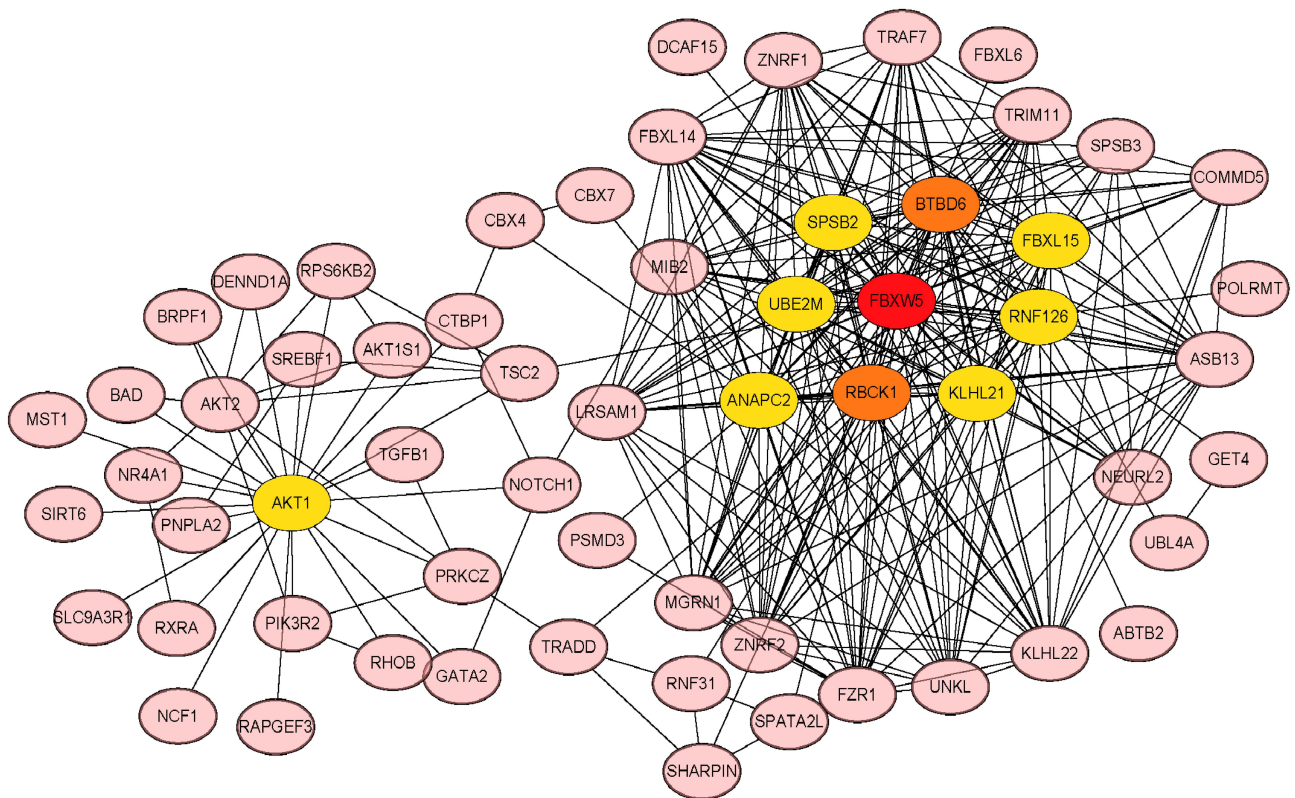 TRAF7
DCAF15
FBXL6
ZNRF1
TRIM11
FBXL14
SPSB3
COMMD5
CBX7
CBX4
BTBD6
SPSB2
FBXL15
MIB2
DENND1A
RPS6KB2
POLRMT
BRPF1
CTBP1
UBE2M
FBXW5
RNF126
SREBF1
AKT1S1
TSC2
ASB13
BAD
AKT2
LRSAM1
ANAPC2
RBCK1
KLHL21
MST1
TGFB1
NR4A1
NOTCH1
GET4
NEURL2
AKT1
SIRT6
PNPLA2
PSMD3
UBL4A
PRKCZ
MGRN1
SLC9A3R1
RXRA
PIK3R2
TRADD
ZNRF2
ABTB2
KLHL22
RHOB
GATA2
RNF31
FZR1
UNKL
NCF1
RAPGEF3
SPATA2L
SHARPIN